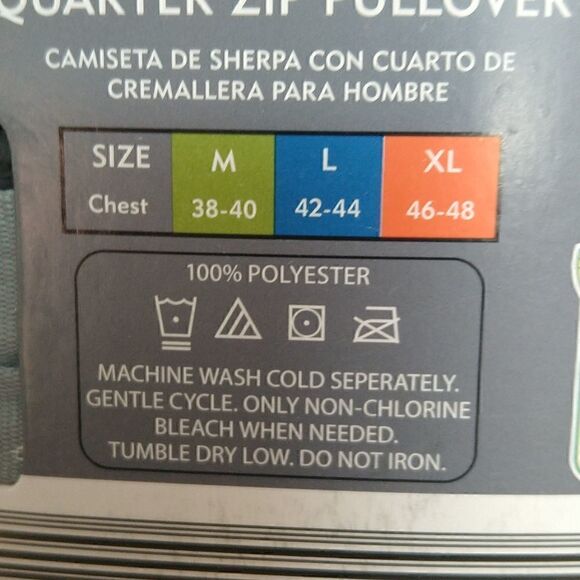 QUARTER ZIP PULLOVER
CAMISETA DE SHERPA CON CUARTO DE
CREMALLERA PARA HOMBRE
SIZE M L XL
Chest 38-40 42-44 46-48
100% POLYESTER
MACHINE WASH COLD SEPERATELY.
GENTLE CYCLE. ONLY NON-CHLORINE
BLEACH WHEN NEEDED.
TUMBLE DRY LOW. DO NOT IRON.